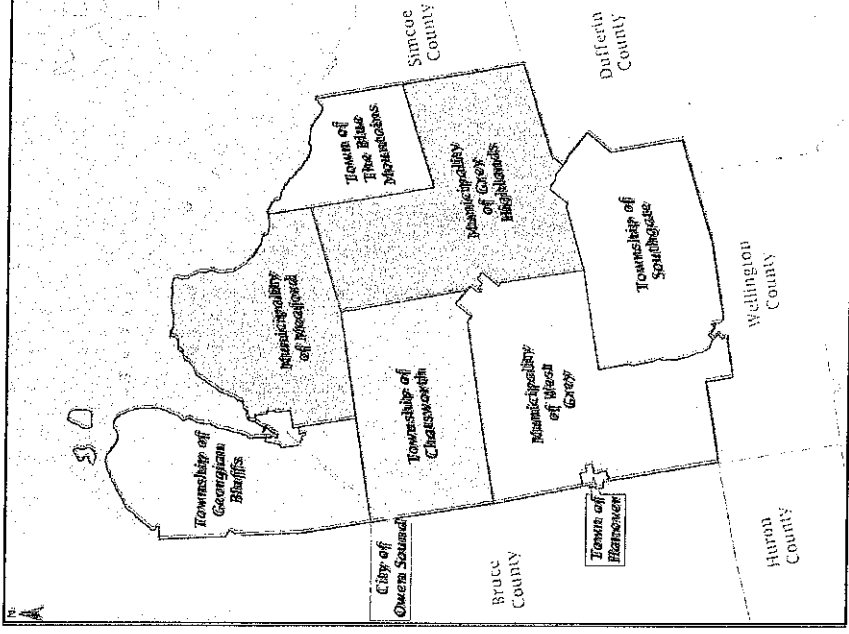 N
Simcoe
County
Dufferin
County
Town of
The Blue
Mountains
Municipality
of Grey
Highlands
Municipality
of Meaford
Township of
Georgian
Bluffs
Township of
Chatsworth
Municipality
of West
Grey
Township of
Southgate
City of
Owen Sound
Town of
Hanover
Bruce
County
Wellington
County
Huron
County